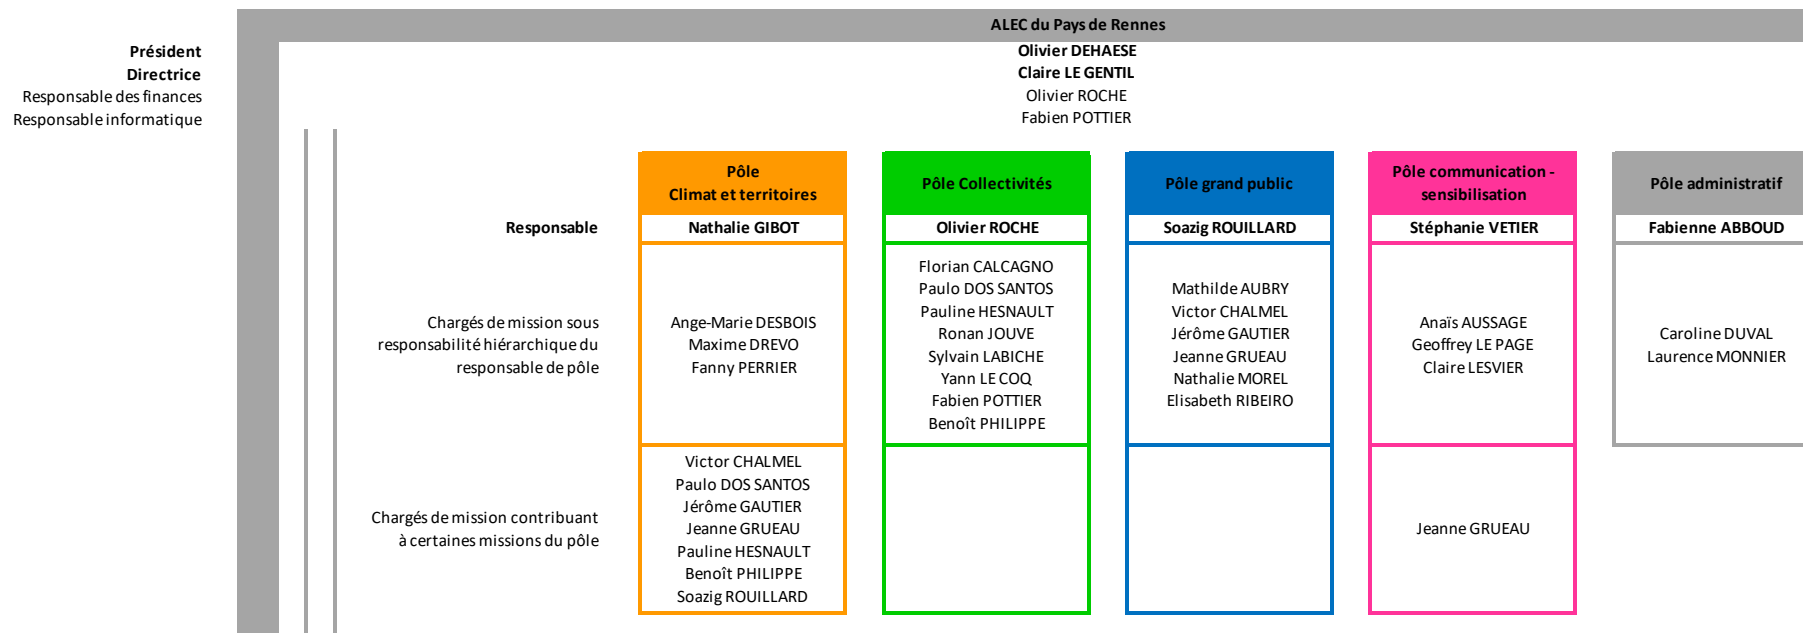 ALEC du Pays de Rennes
Président
Olivier DEHAESE
Directrice
Claire LE GENTIL
Responsable des finances
Olivier ROCHE
Responsable informatique
Fabien POTTIER
Pôle
Climat et territoires
Pôle Collectivités
Pôle grand public
Pôle communication -
sensibilisation
Pôle administratif
Responsable
Nathalie GIBOT
Olivier ROCHE
Soazig ROUILLARD
Stéphanie VETIER
Fabienne ABBOUD
Chargés de mission sous
responsabilité hiérarchique du
responsable de pôle
Ange-Marie DESBOIS
Maxime DREVO
Fanny PERRIER
Florian CALCAGNO
Paulo DOS SANTOS
Pauline HESNAULT
Ronan JOUVE
Sylvain LABICHE
Yann LE COQ
Fabien POTTIER
Benoît PHILIPPE
Mathilde AUBRY
Victor CHALMEL
Jérôme GAUTIER
Jeanne GRUEAU
Nathalie MOREL
Elisabeth RIBEIRO
Anaïs AUSSAGE
Geoffrey LE PAGE
Claire LESVIER
Caroline DUVAL
Laurence MONNIER
Chargés de mission contribuant
à certaines missions du pôle
Victor CHALMEL
Paulo DOS SANTOS
Jérôme GAUTIER
Jeanne GRUEAU
Pauline HESNAULT
Benoît PHILIPPE
Soazig ROUILLARD
Jeanne GRUEAU